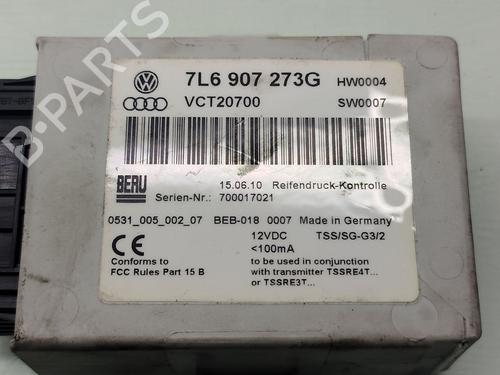 7L6 907 273G HW0004
VCT20700 SW0007
BERU
15.06.10 Reifendruck-Kontrolle
Serien-Nr.: 700017021
0531_005_002_07 BEB-018 0007 Made in Germany
CE 12VDC TSS/SG-G3/2
<100mA
Conforms to to be used in conjunction
FCC Rules Part 15 B with transmitter TSSRE4T...
or TSSRE3T...
B-PARTS